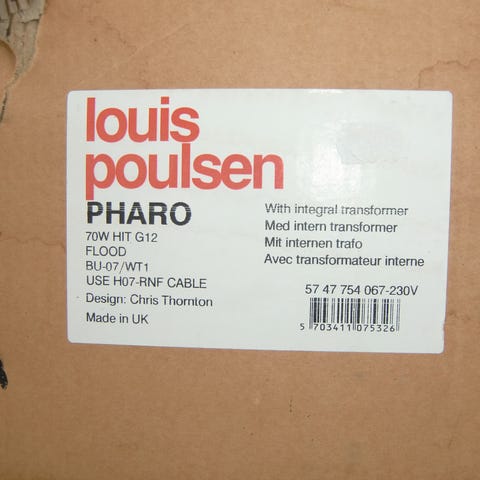 louis
poulsen
PHARO
70W HIT G12
FLOOD
BU-07/WT1
USE H07-RNF CABLE
Design: Chris Thornton
Made in UK
With integral transformer
Med intern transformer
Mit internen trafo
Avec transformateur interne
57 47 754 067-230V
5 703411 075326